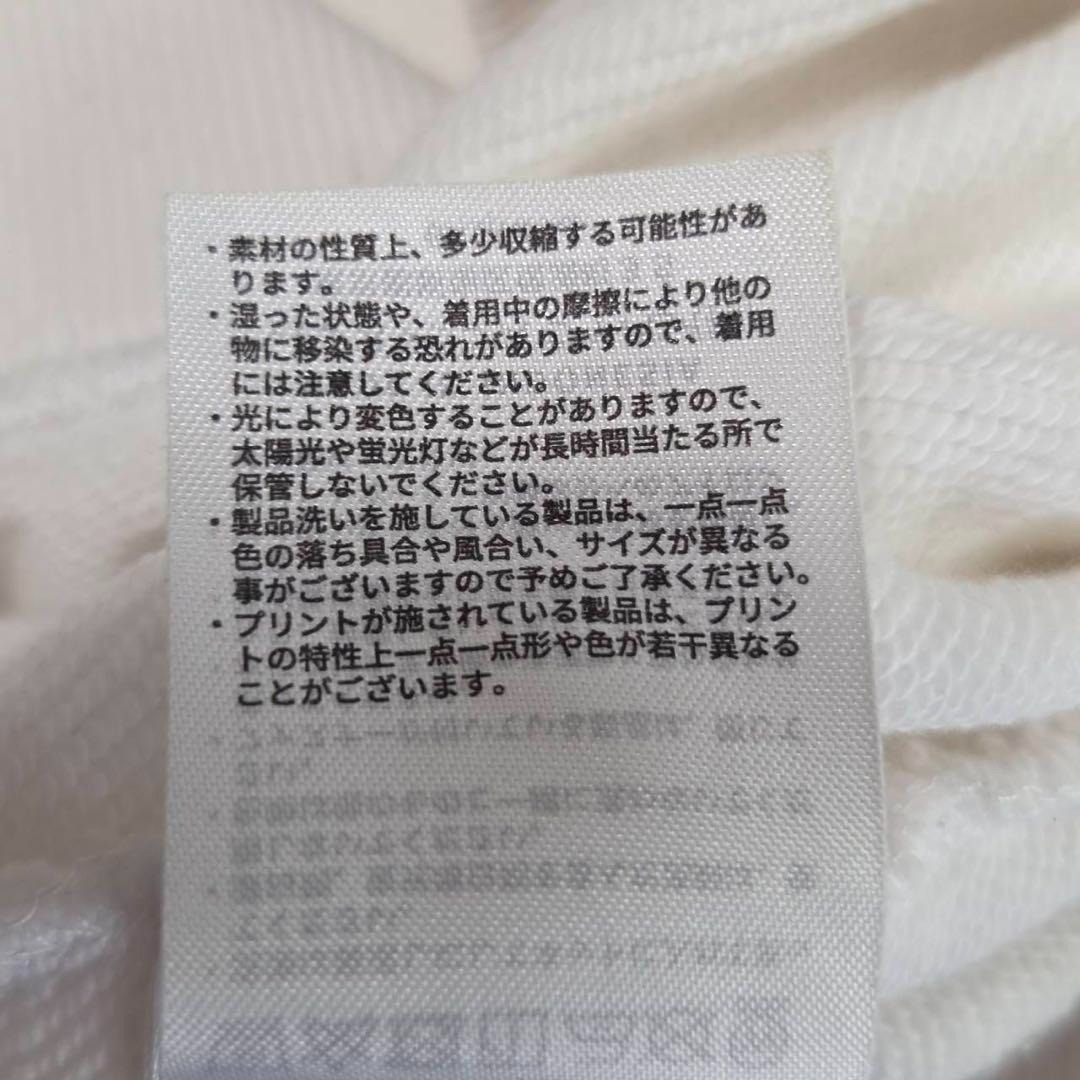 ・素材の性質上、多少収縮する可能性があ
ります。
・湿った状態や、着用中の摩擦により他の
物に移染する恐れがありますので、着用
には注意してください。
・光により変色することがありますので、
太陽光や蛍光灯などが長時間当たる所で
保管しないでください。
・製品洗いを施している製品は、一点一点
色の落ち具合や風合い、サイズが異なる
事がございますので予めご了承ください。
・プリントが施されている製品は、プリン
トの特性上一点一点形や色が若干異なる
ことがございます。